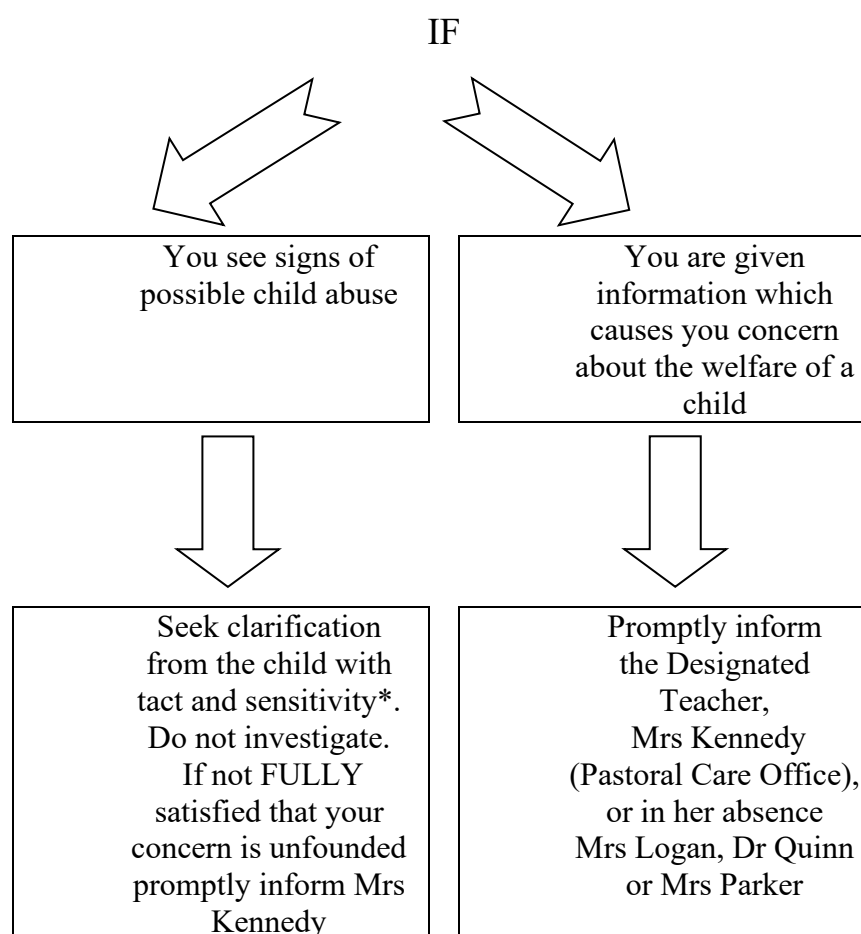 IF
You see signs of
possible child abuse
You are given
information which
causes you concern
about the welfare of a
child
Seek clarification
from the child with
tact and sensitivity*.
Do not investigate.
If not FULLY
satisfied that your
concern is unfounded
promptly inform Mrs
Kennedy
Promptly inform
the Designated
Teacher,
Mrs Kennedy
(Pastoral Care Office),
or in her absence
Mrs Logan, Dr Quinn
or Mrs Parker